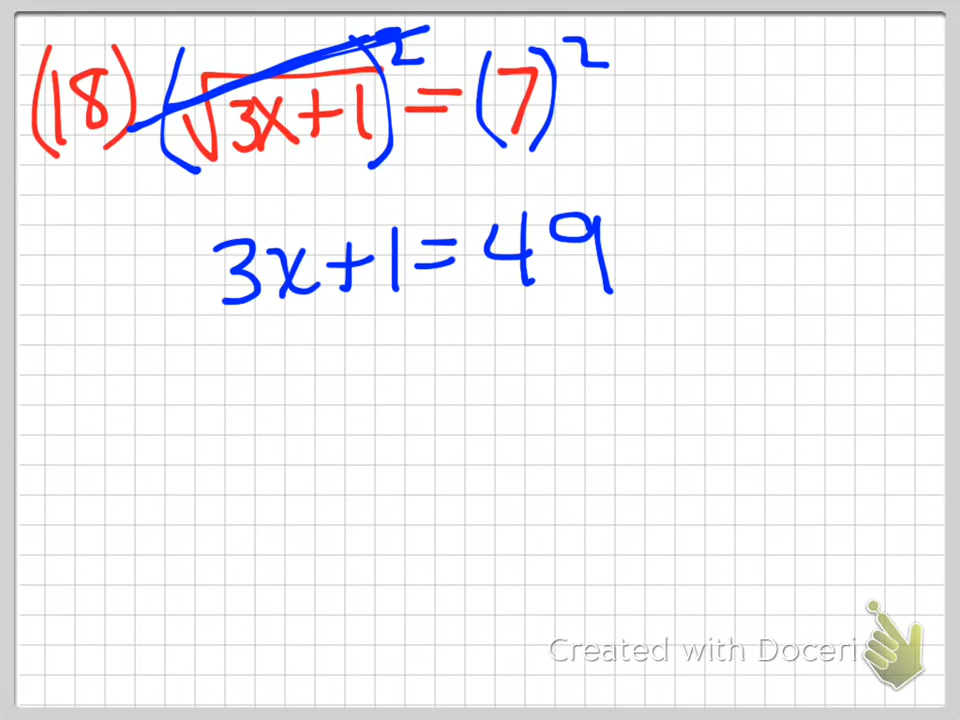 (18) (√3x+1)² = (7)²
3x+1=49
Created with Doceri